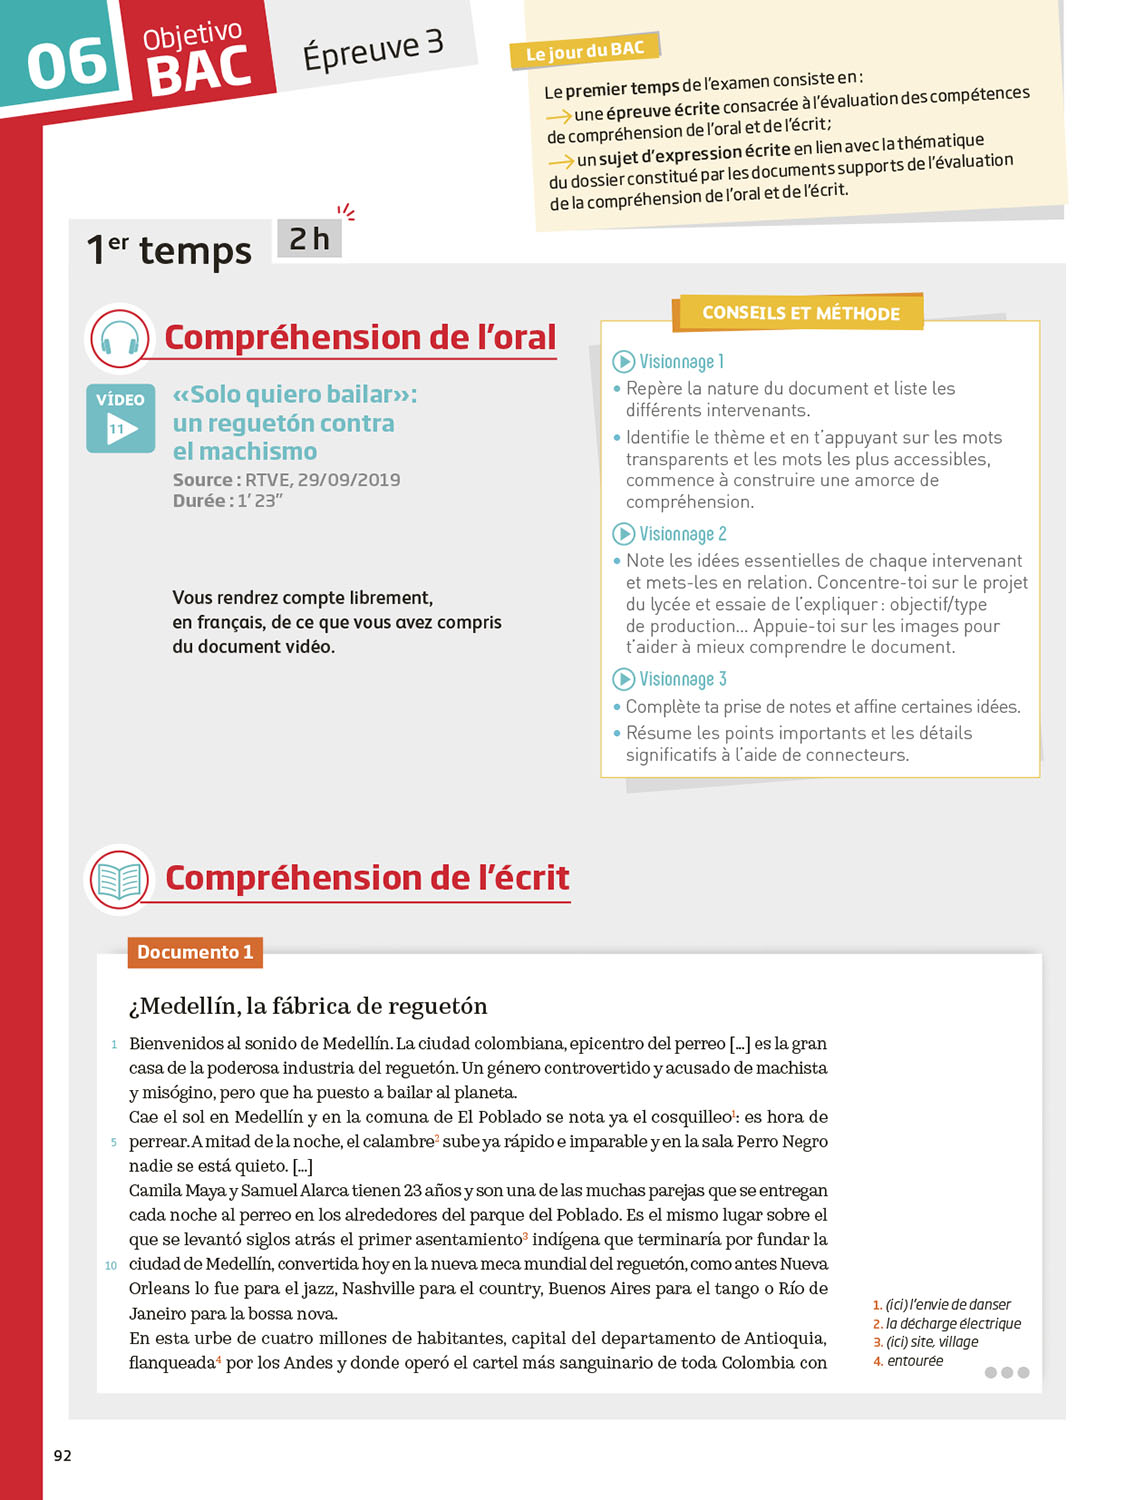 06
Objetivo
BAC
Épreuve 3
Le jour du BAC
Le premier temps de l'examen consiste en :
une épreuve écrite consacrée à l'évaluation des compétences
de compréhension de l'oral et de l'écrit ;
un sujet d'expression écrite en lien avec la thématique
du dossier constitué par les documents supports de l'évaluation
de la compréhension de l'oral et de l'écrit.
1er temps
2 h
Compréhension de l'oral
VÍDEO
11
«Solo quiero bailar»:
un reguetón contra
el machismo
Source : RTVE, 29/09/2019
Durée : 1' 23"
Vous rendrez compte librement,
en français, de ce que vous avez compris
du document vidéo.
CONSEILS ET MÉTHODE
Visionnage 1
• Repère la nature du document et liste les
différents intervenants.
• Identifie le thème et en t'appuyant sur les mots
transparents et les mots les plus accessibles,
commence à construire une amorce de
compréhension.
Visionnage 2
• Note les idées essentielles de chaque intervenant
et mets-les en relation. Concentre-toi sur le projet
du lycée et essaie de l'expliquer : objectif/type
de production... Appuie-toi sur les images pour
t'aider à mieux comprendre le document.
Visionnage 3
• Complète ta prise de notes et affine certaines idées.
• Résume les points importants et les détails
significatifs à l'aide de connecteurs.
Compréhension de l'écrit
Documento 1
¿Medellín, la fábrica de reguetón
1 Bienvenidos al sonido de Medellín. La ciudad colombiana, epicentro del perreo [...] es la gran
casa de la poderosa industria del reguetón. Un género controvertido y acusado de machista
y misógino, pero que ha puesto a bailar al planeta.
Cae el sol en Medellín y en la comuna de El Poblado se nota ya el cosquilleo1: es hora de
5 perrear. A mitad de la noche, el calambre2 sube ya rápido e imparable y en la sala Perro Negro
nadie se está quieto. [...]
Camila Maya y Samuel Alarca tienen 23 años y son una de las muchas parejas que se entregan
cada noche al perreo en los alrededores del parque del Poblado. Es el mismo lugar sobre el
que se levantó siglos atrás el primer asentamiento3 indígena que terminaría por fundar la
10 ciudad de Medellín, convertida hoy en la nueva meca mundial del reguetón, como antes Nueva
Orleans lo fue para el jazz, Nashville para el country, Buenos Aires para el tango o Río de
Janeiro para la bossa nova.
En esta urbe de cuatro millones de habitantes, capital del departamento de Antioquia,
flanqueada4 por los Andes y donde operó el cartel más sanguinario de toda Colombia con
1. (ici) l'envie de danser
2. la décharge électrique
3. (ici) site, village
4. entourée
92